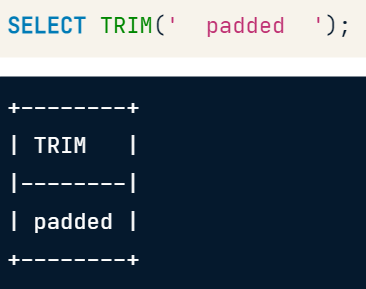 SELECT TRIM('  padded  ');
+--------+
| TRIM   |
|--------|
| padded |
+--------+